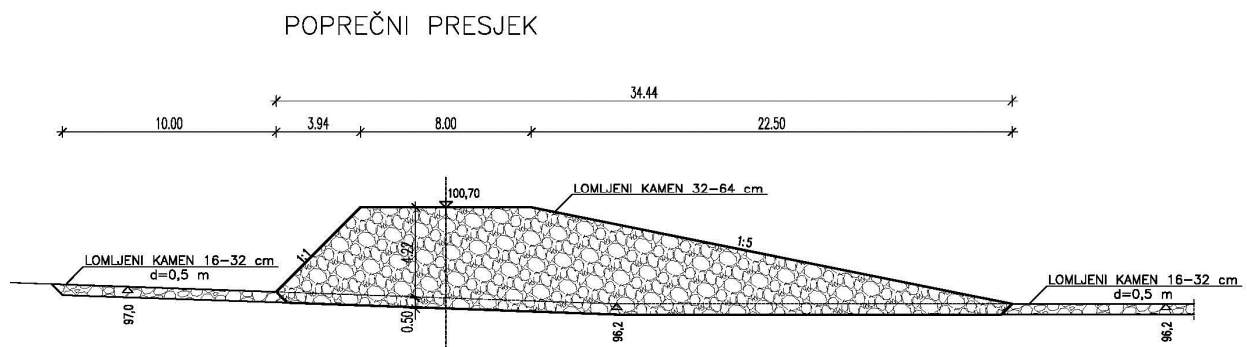 POPREČNI PRESJEK
34.44
10.00
3.94
8.00
22.50
100,70
LOMLJENI KAMEN 32-64 cm
1:1
4.22
1:5
LOMLJENI KAMEN 16-32 cm
d=0,5 m
LOMLJENI KAMEN 16-32 cm
d=0,5 m
97,0
0.50
96,2
96,2